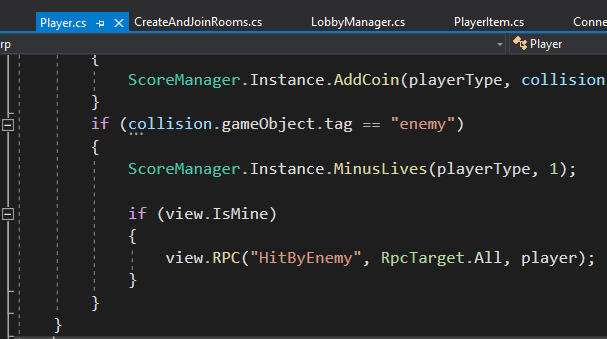 Player.cs CreateAndJoinRooms.cs LobbyManager.cs PlayerItem.cs Conne
rp Player
{
ScoreManager.Instance.AddCoin(playerType, collision
}
if (collision.gameObject.tag == "enemy")
{
ScoreManager.Instance.MinusLives(playerType, 1);
if (view.IsMine)
{
view.RPC("HitByEnemy", RpcTarget.All, player);
}
}
}